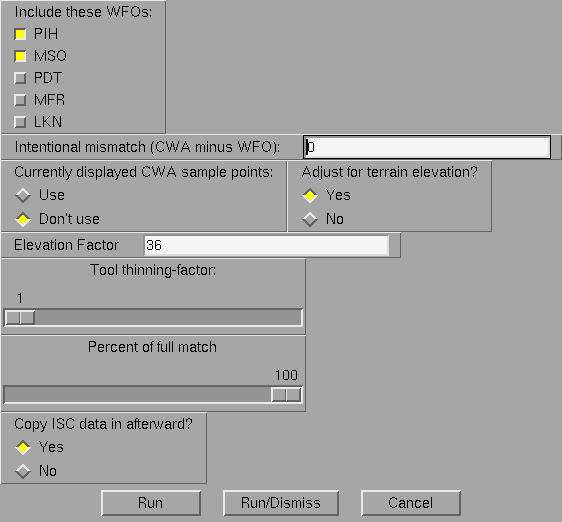 Include these WFOs:
PIH
MSO
PDT
MFR
LKN
Intentional mismatch (CWA minus WFO): 0
Currently displayed CWA sample points:
Use
Don't use
Adjust for terrain elevation?
Yes
No
Elevation Factor 36
Tool thinning-factor:
1
Percent of full match
100
Copy ISC data in afterward?
Yes
No
Run Run/Dismiss Cancel